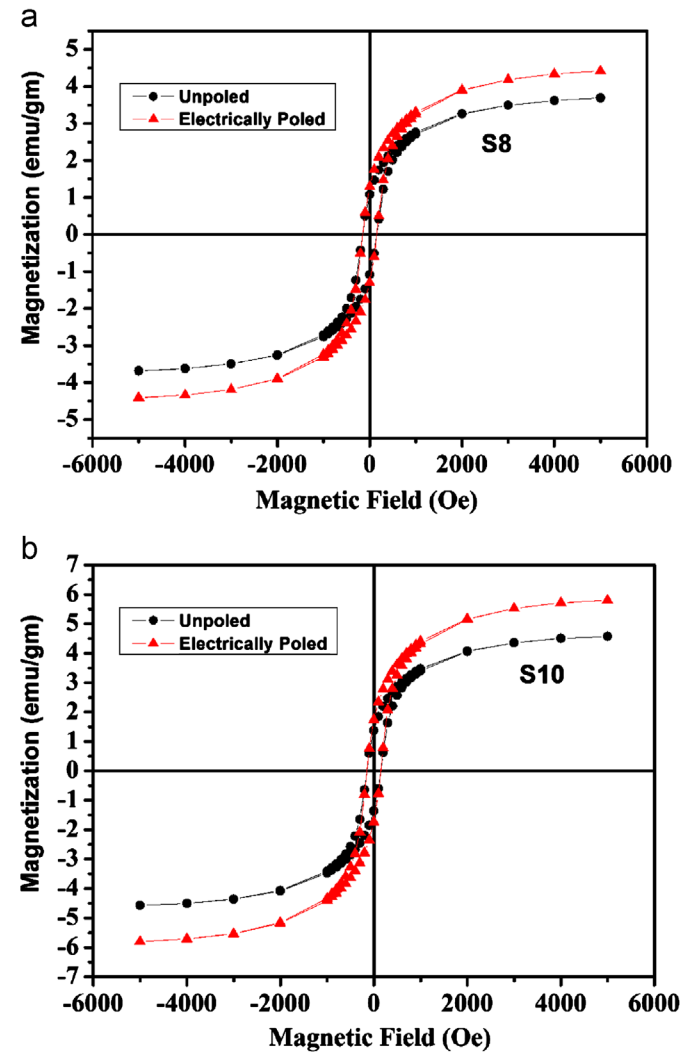 a
5
4
3
2
1
0
-1
-2
-3
-4
-5
Magnetization (emu/gm)
Unpoled
Electrically Poled
S8
-6000 -4000 -2000 0 2000 4000 6000
Magnetic Field (Oe)
b
7
6
5
4
3
2
1
0
-1
-2
-3
-4
-5
-6
-7
Magnetization (emu/gm)
Unpoled
Electrically Poled
S10
-6000 -4000 -2000 0 2000 4000 6000
Magnetic Field (Oe)